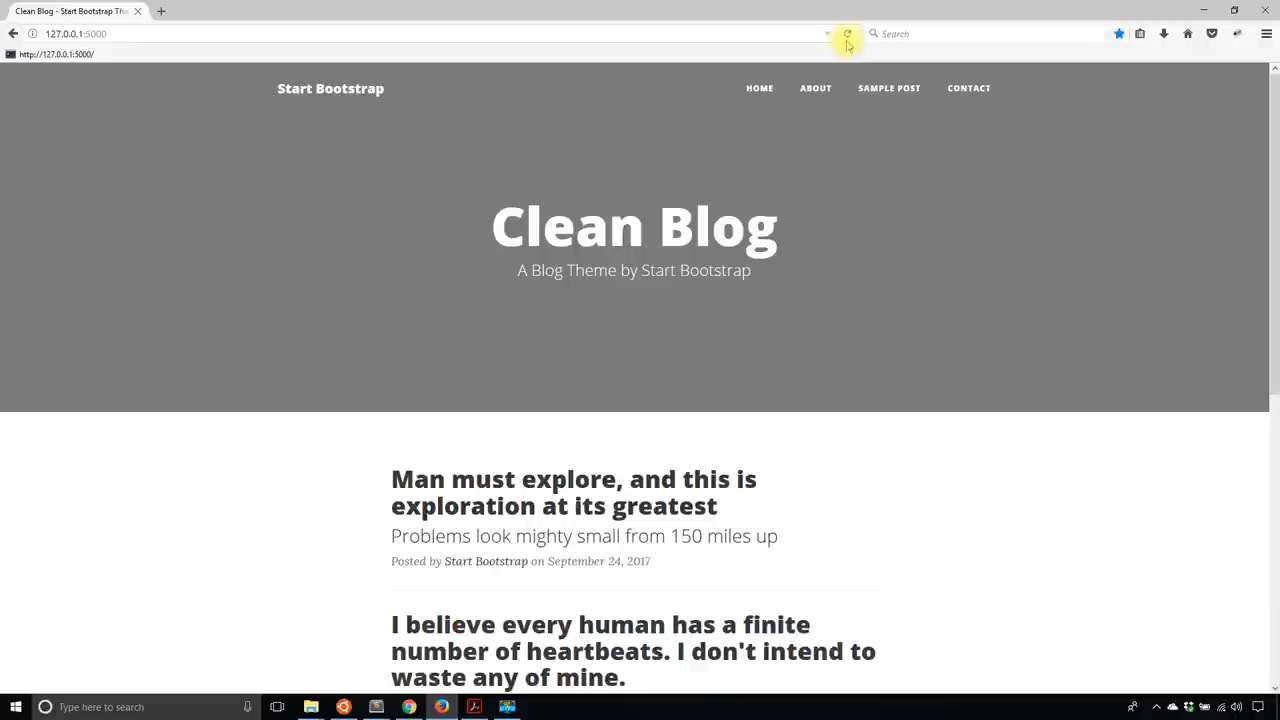 Clean Blog - Start Bootstrap The
127.0.0.1:5000
Search
http://127.0.0.1:5000/
Start Bootstrap
HOME
ABOUT
SAMPLE POST
CONTACT
Clean Blog
A Blog Theme by Start Bootstrap
Man must explore, and this is
exploration at its greatest
Problems look mighty small from 150 miles up
Posted by Start Bootstrap on September 24, 2017
I believe every human has a finite
number of heartbeats. I don't intend to
waste any of mine.
Type here to search